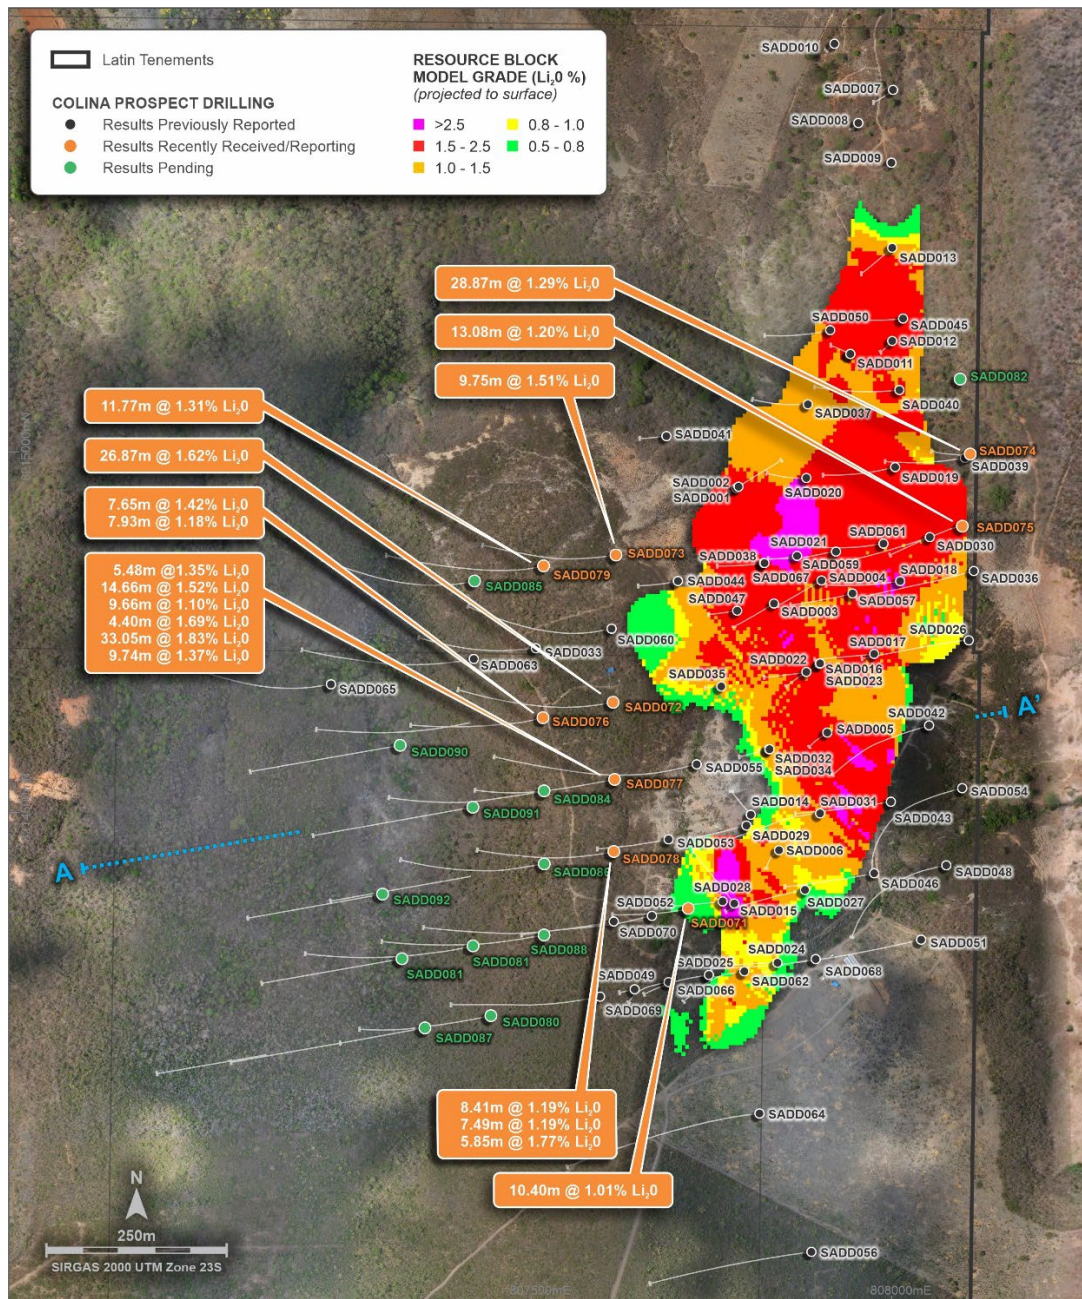 Latin Tenements
COLINA PROSPECT DRILLING
Results Previously Reported
Results Recently Received/Reporting
Results Pending
RESOURCE BLOCK
MODEL GRADE (Li₂0 %)
(projected to surface)
>2.5
1.5 - 2.5
1.0 - 1.5
0.8 - 1.0
0.5 - 0.8
SADD010
SADD007
SADD008
SADD009
SADD013
28.87m @ 1.29% Li₂0
13.08m @ 1.20% Li₂0
9.75m @ 1.51% Li₂0
SADD050
SADD045
SADD012
SADD011
SADD082
SADD040
SADD037
11.77m @ 1.31% Li₂0
26.87m @ 1.62% Li₂0
7.65m @ 1.42% Li₂0
7.93m @ 1.18% Li₂0
5.48m @1.35% Li₂0
14.66m @ 1.52% Li₂0
9.66m @ 1.10% Li₂0
4.40m @ 1.69% Li₂0
33.05m @ 1.83% Li₂0
9.74m @ 1.37% Li₂0
SADD041
SADD074
SADD039
SADD019
SADD002
SADD001
SADD020
SADD075
SADD061
SADD030
SADD021
SADD073
SADD038
SADD059
SADD079
SADD018
SADD036
SADD085
SADD067
SADD004
SADD044
SADD057
SADD047
SADD003
SADD026
SADD060
SADD017
SADD033
SADD063
SADD022
SADD016
SADD023
SADD065
SADD035
SADD072
SADD076
A'
SADD042
SADD005
SADD090
SADD032
SADD034
SADD055
SADD077
SADD054
SADD084
SADD091
SADD014
SADD031
SADD043
SADD029
SADD053
SADD078
SADD006
A
SADD086
SADD048
SADD046
SADD092
SADD028
SADD052
SADD015
SADD027
SADD071
SADD070
SADD088
SADD081
SADD051
SADD081
SADD024
SADD025
SADD068
SADD049
SADD066
SADD062
SADD069
SADD080
SADD087
8.41m @ 1.19% Li₂0
7.49m @ 1.19% Li₂0
5.85m @ 1.77% Li₂0
SADD064
10.40m @ 1.01% Li₂0
N
250m
SIRGAS 2000 UTM Zone 23S
SADD056
807500mE
808000mE